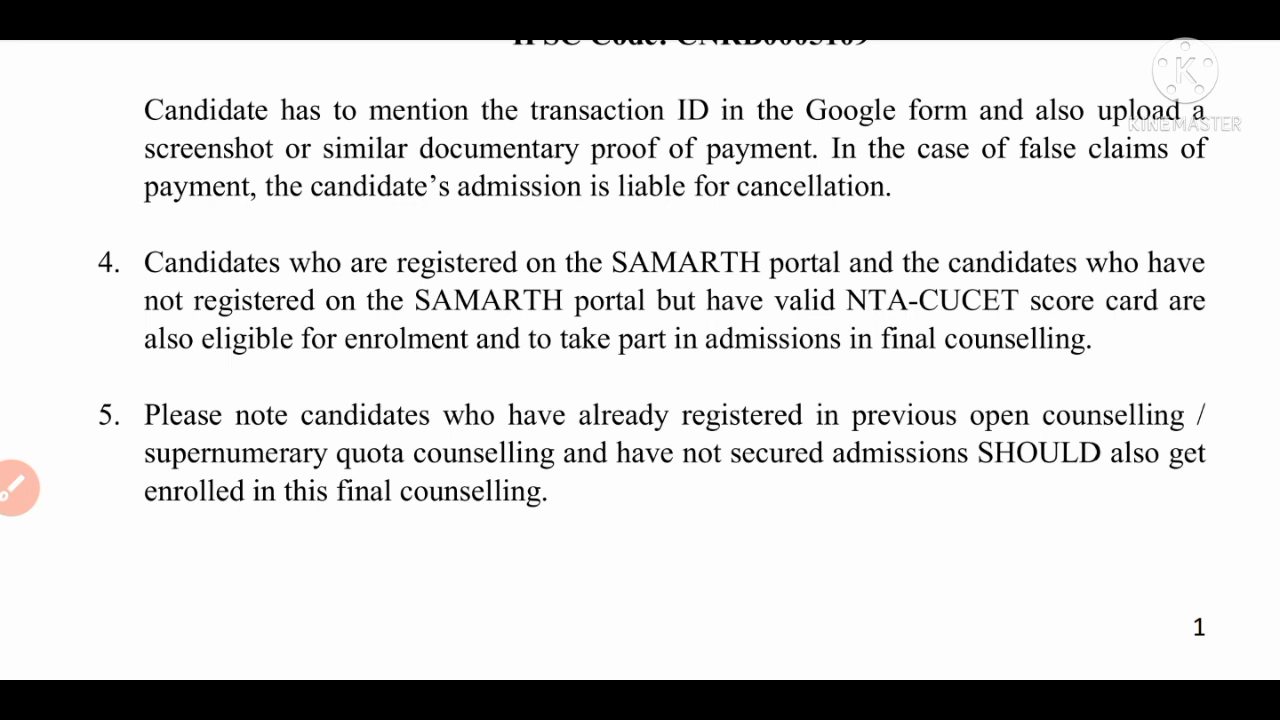 Candidate has to mention the transaction ID in the Google form and also upload a
screenshot or similar documentary proof of payment. In the case of false claims of
payment, the candidate’s admission is liable for cancellation.
4. Candidates who are registered on the SAMARTH portal and the candidates who have
not registered on the SAMARTH portal but have valid NTA-CUCET score card are
also eligible for enrolment and to take part in admissions in final counselling.
5. Please note candidates who have already registered in previous open counselling /
supernumerary quota counselling and have not secured admissions SHOULD also get
enrolled in this final counselling.
1
K
KINEMASTER